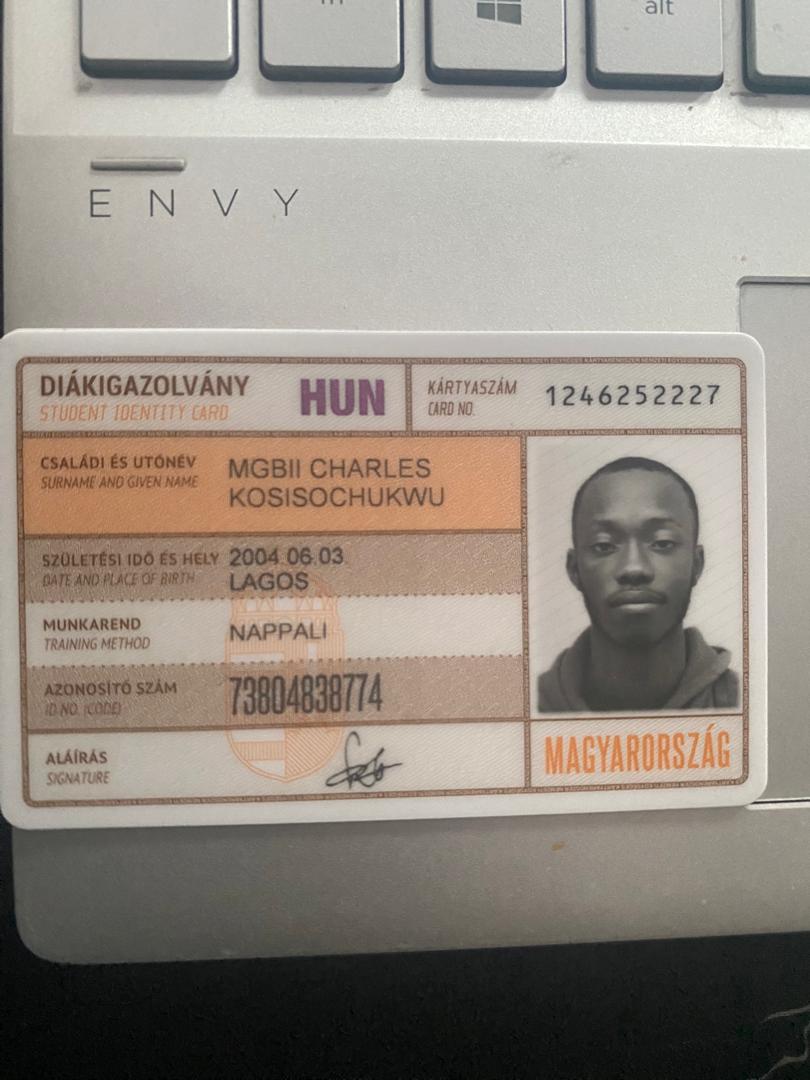 alt
ENVY
DIÁKIGAZOLVÁNY
STUDENT IDENTITY CARD
HUN
KÁRTYASZÁM
CARD NO.
1246252227
CSALÁDI ÉS UTÓNÉV
SURNAME AND GIVEN NAME
MGBII CHARLES
KOSISOCHUKWU
SZÜLETÉSI IDŐ ÉS HELY
DATE AND PLACE OF BIRTH
2004.06.03.
LAGOS
MUNKAREND
TRAINING METHOD
NAPPALI
AZONOSÍTÓ SZÁM
ID NO. (CODE)
73804838774
ALÁÍRÁS
SIGNATURE
MAGYARORSZÁG